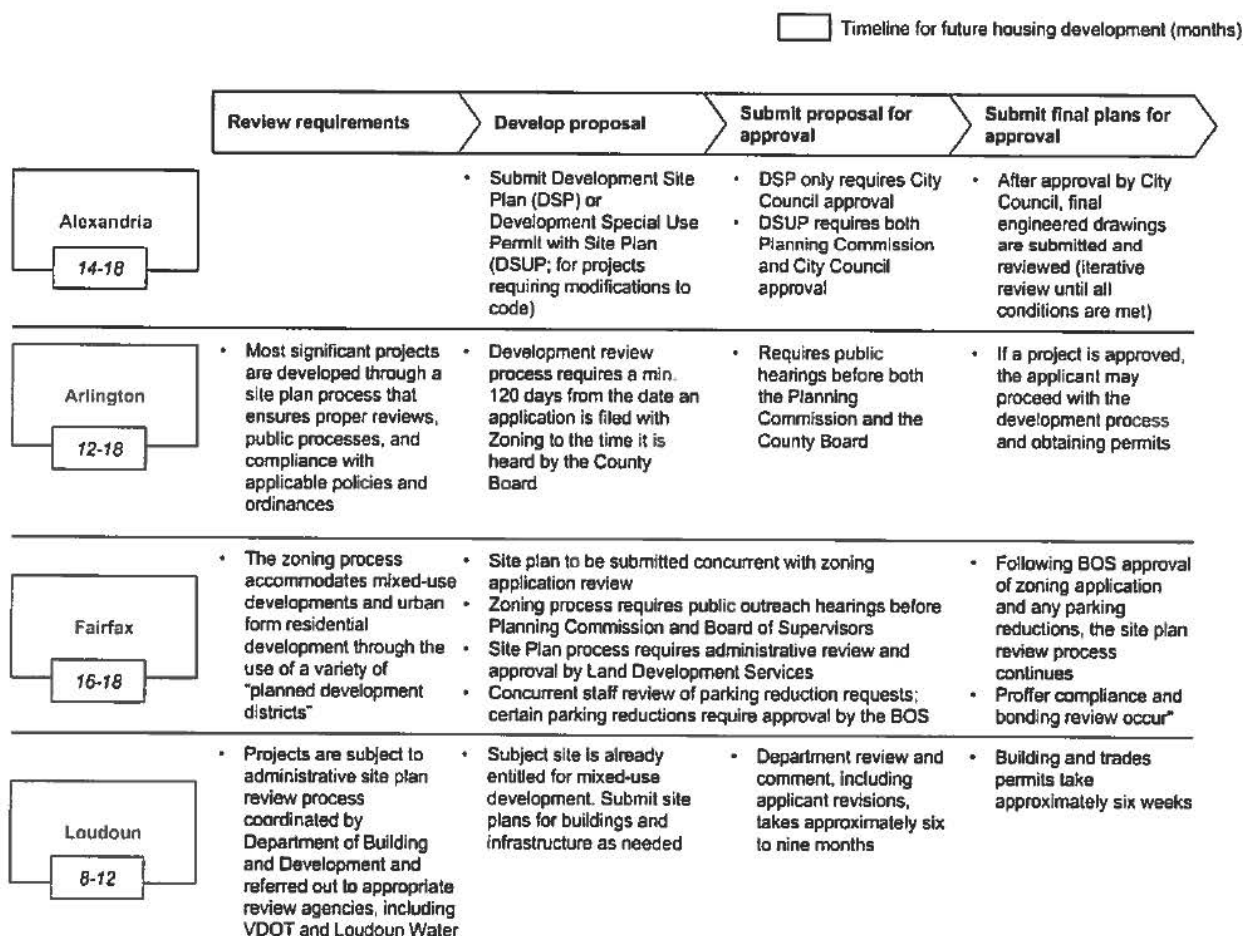 Timeline for future housing development (months)
Review requirements
Develop proposal
Submit proposal for
approval
Submit final plans for
approval
Alexandria
14-18
• Submit Development Site
Plan (DSP) or
Development Special Use
Permit with Site Plan
(DSUP; for projects
requiring modifications to
code)
• DSP only requires City
Council approval
• DSUP requires both
Planning Commission
and City Council
approval
• After approval by City
Council, final
engineered drawings
are submitted and
reviewed (iterative
review until all
conditions are met)
Arlington
12-18
• Most significant projects
are developed through a
site plan process that
ensures proper reviews,
public processes, and
compliance with
applicable policies and
ordinances
• Development review
process requires a min.
120 days from the date an
application is filed with
Zoning to the time it is
heard by the County
Board
• Requires public
hearings before both
the Planning
Commission and the
County Board
• If a project is approved,
the applicant may
proceed with the
development process
and obtaining permits
Fairfax
16-18
• The zoning process
accommodates mixed-use
developments and urban
form residential
development through the
use of a variety of
"planned development
districts"
• Site plan to be submitted concurrent with zoning
application review
• Zoning process requires public outreach hearings before
Planning Commission and Board of Supervisors
• Site Plan process requires administrative review and
approval by Land Development Services
• Concurrent staff review of parking reduction requests;
certain parking reductions require approval by the BOS
• Following BOS approval
of zoning application
and any parking
reductions, the site plan
review process
continues
• Proffer compliance and
bonding review occur"
Loudoun
8-12
• Projects are subject to
administrative site plan
review process
coordinated by
Department of Building
and Development and
referred out to appropriate
review agencies, including
VDOT and Loudoun Water
• Subject site is already
entitled for mixed-use
development. Submit site
plans for buildings and
infrastructure as needed
• Department review and
comment, including
applicant revisions,
takes approximately six
to nine months
• Building and trades
permits take
approximately six weeks